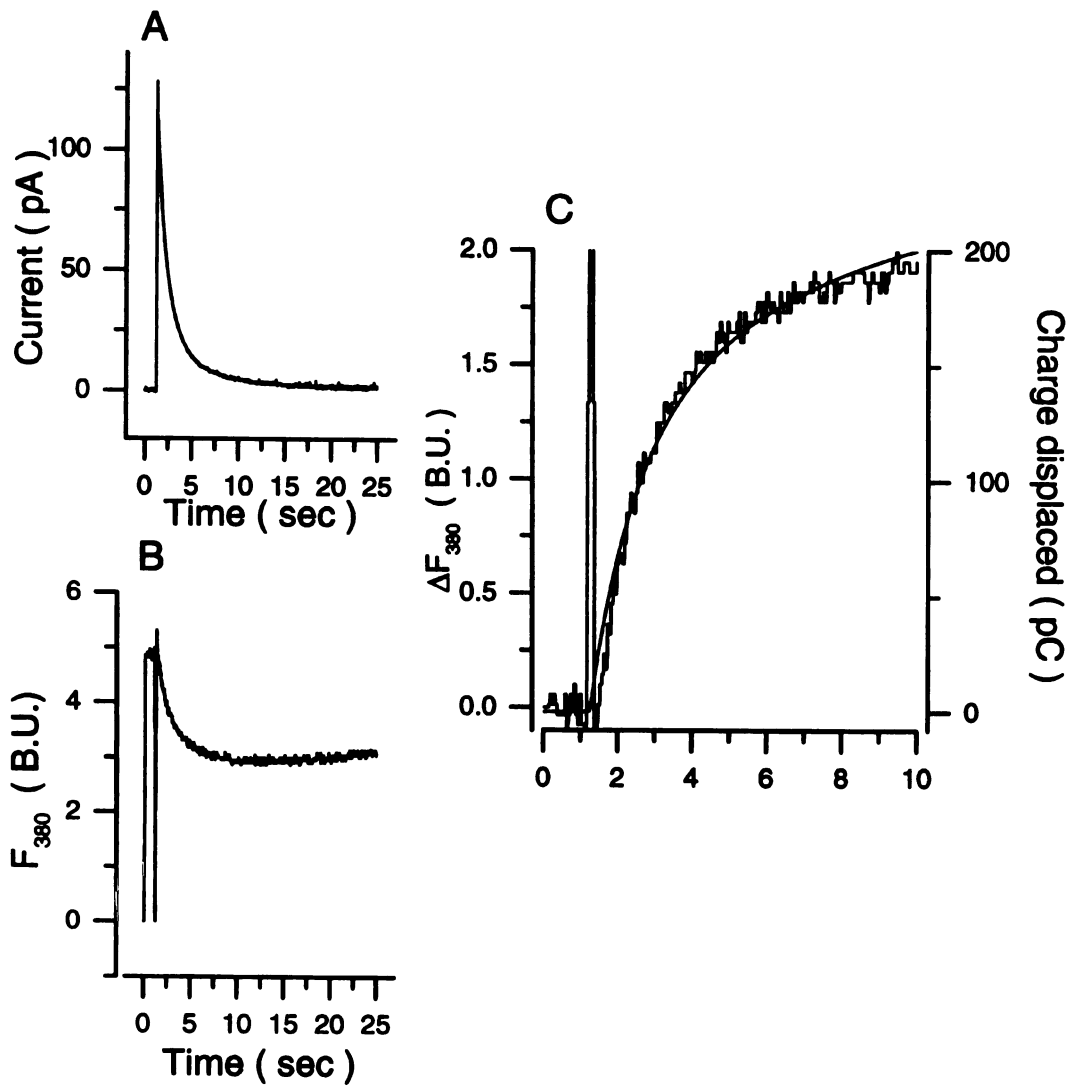 A
Current ( pA )
100
50
0
0 5 10 15 20 25
Time ( sec )
B
F380 ( B.U. )
6
4
2
0
0 5 10 15 20 25
Time ( sec )
C
ΔF380 ( B.U. )
2.0
1.5
1.0
0.5
0.0
0 2 4 6 8 10
200
100
0
Charge displaced ( pC )